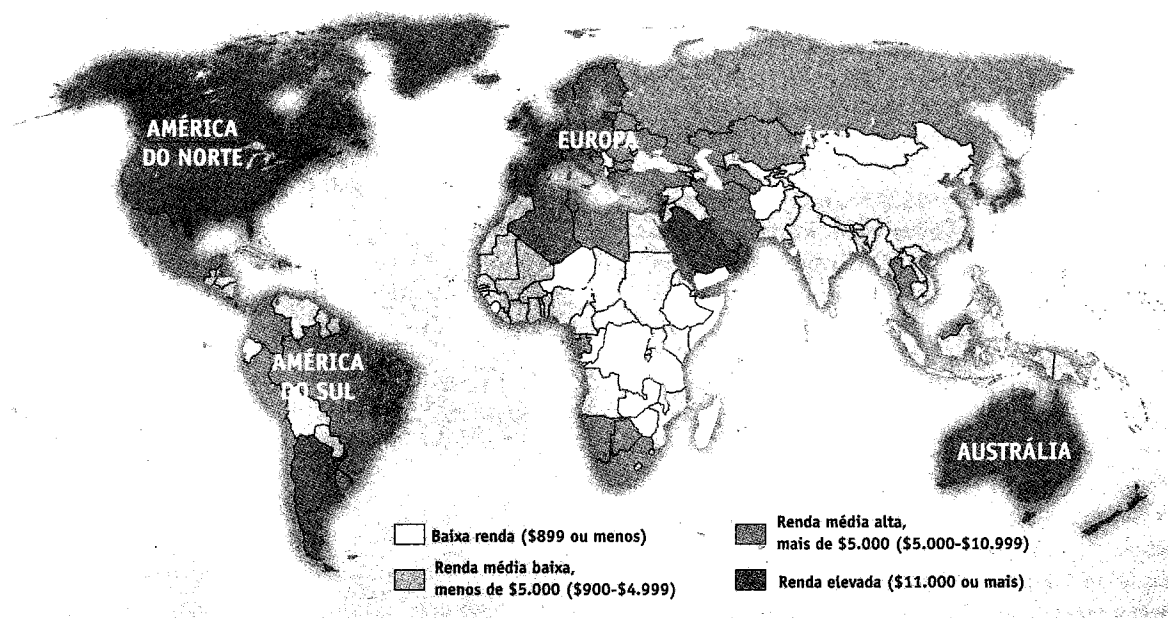 AMÉRICA
DO NORTE
EUROPA
AMÉRICA
DO SUL
AUSTRÁLIA
Baixa renda ($899 ou menos)
Renda média baixa,
menos de $5.000 ($900-$4.999)
Renda média alta,
mais de $5.000 ($5.000-$10.999)
Renda elevada ($11.000 ou mais)